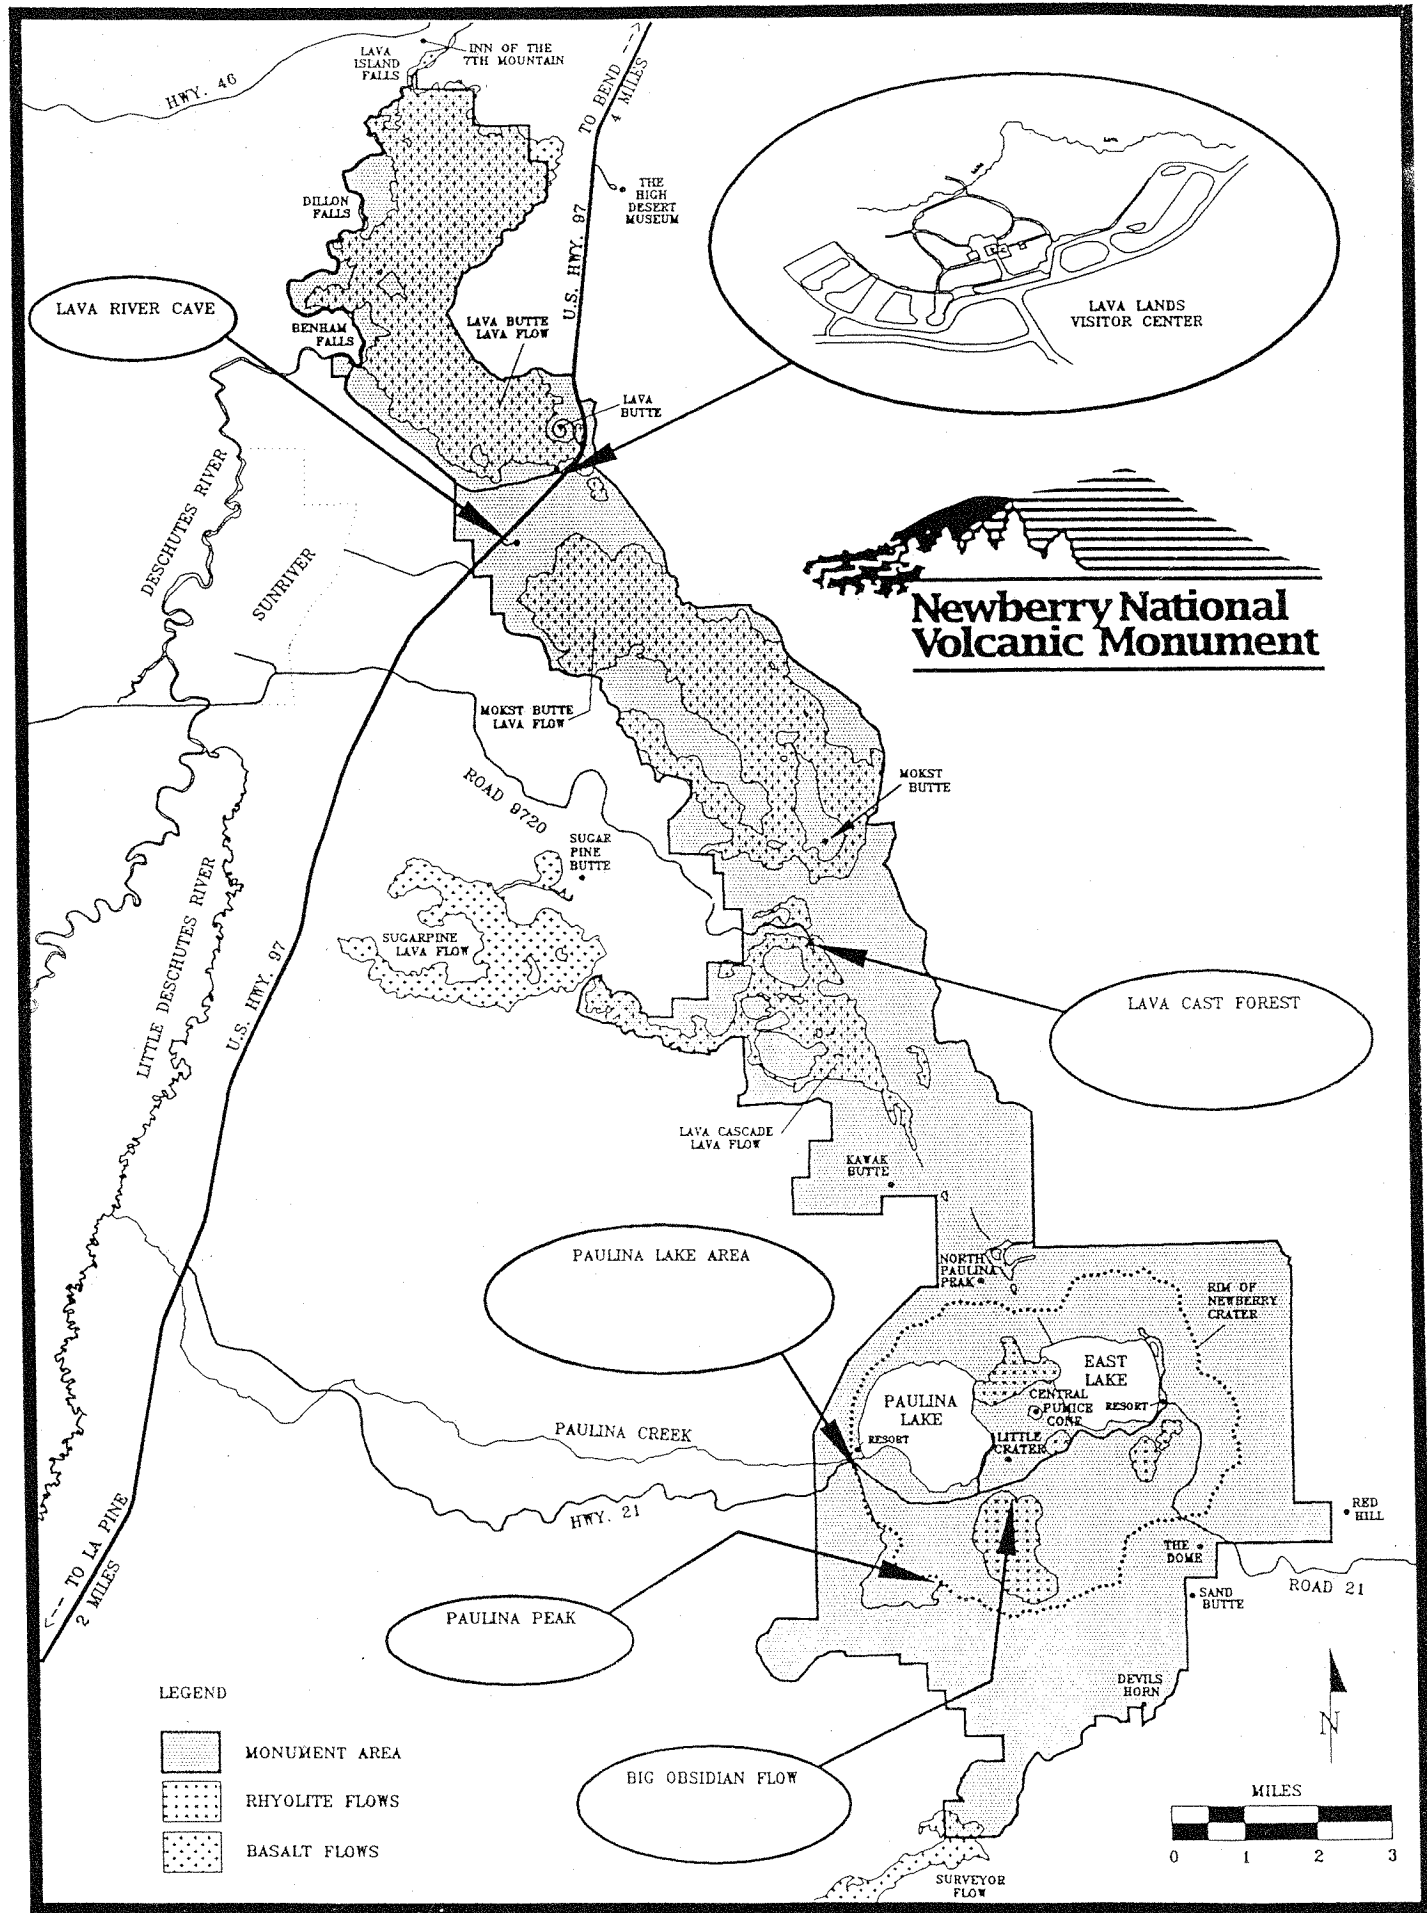 LAVA
ISLAND
FALLS
INN OF THE
7TH MOUNTAIN
HWY. 46
TO BEND
4 MILES
THE
HIGH
DESERT
MUSEUM
DILLON
FALLS
U.S. HWY. 97
LAVA
LAVA
LAVA LANDS
VISITOR CENTER
LAVA RIVER CAVE
BENHAM
FALLS
LAVA BUTTE
LAVA FLOW
LAVA
BUTTE
DESCHUTES RIVER
SUNRIVER
Newberry National
Volcanic Monument
MOKST BUTTE
LAVA FLOW
ROAD 9720
MOKST
BUTTE
SUGAR
PINE
BUTTE
SUGARPINE
LAVA FLOW
LITTLE DESCHUTES RIVER
U.S. HWY. 97
LAVA CAST FOREST
LAVA CASCADE
LAVA FLOW
KAWAK
BUTTE
PAULINA LAKE AREA
NORTH
PAULINA
PEAK
RIM OF
NEWBERRY
CRATER
EAST
LAKE
PAULINA
LAKE
CENTRAL
PUMICE
CONE
RESORT
RESORT
LITTLE
CRATER
PAULINA CREEK
HWY. 21
RED
HILL
THE
DOME
ROAD 21
SAND
BUTTE
TO LA PINE
2 MILES
PAULINA PEAK
DEVILS
HORN
N
LEGEND
MONUMENT AREA
RHYOLITE FLOWS
BASALT FLOWS
BIG OBSIDIAN FLOW
MILES
0 1 2 3
SURVEYOR
FLOW